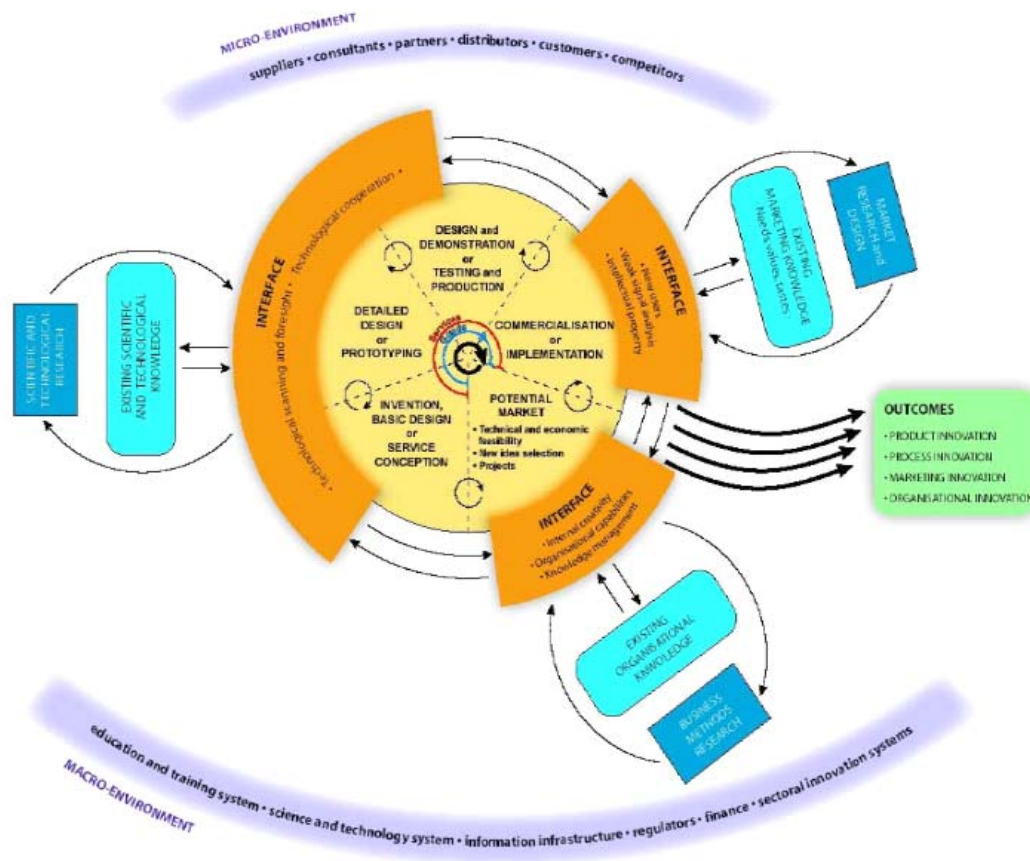 MICRO-ENVIRONMENT
suppliers • consultants • partners • distributors • customers • competitors
INTERFACE
• Technological scanning and foresight • Technological cooperation •
SCIENTIFIC AND
TECHNOLOGICAL
RESEARCH
EXISTING SCIENTIFIC
AND TECHNOLOGICAL
KNOWLEDGE
DESIGN and
DEMONSTRATION
or
TESTING and
PRODUCTION
DETAILED
DESIGN
or
PROTOTYPING
COMMERCIALISATION
or
IMPLEMENTATION
INVENTION,
BASIC DESIGN
or
SERVICE
CONCEPTION
POTENTIAL
MARKET
• Technical and economic
feasibility
• New idea selection
• Projects
Services
INTERFACE
• New users
• Weak signal analysis
• Intellectual property
EXISTING
MARKETING KNOWLEDGE
MARKET
RESEARCH and
DESIGN
INTERFACE
• Internal creativity
• Organisational capabilities
• Knowledge management
EXISTING
ORGANISATIONAL
KNWOLEDGE
BUSINESS
METHODS
RESEARCH
OUTCOMES
• PRODUCT INNOVATION
• PROCESS INNOVATION
• MARKETING INNOVATION
• ORGANISATIONAL INNOVATION
education and training system • science and technology system • information infrastructure • regulators • finance • sectoral innovation systems
MACRO-ENVIRONMENT